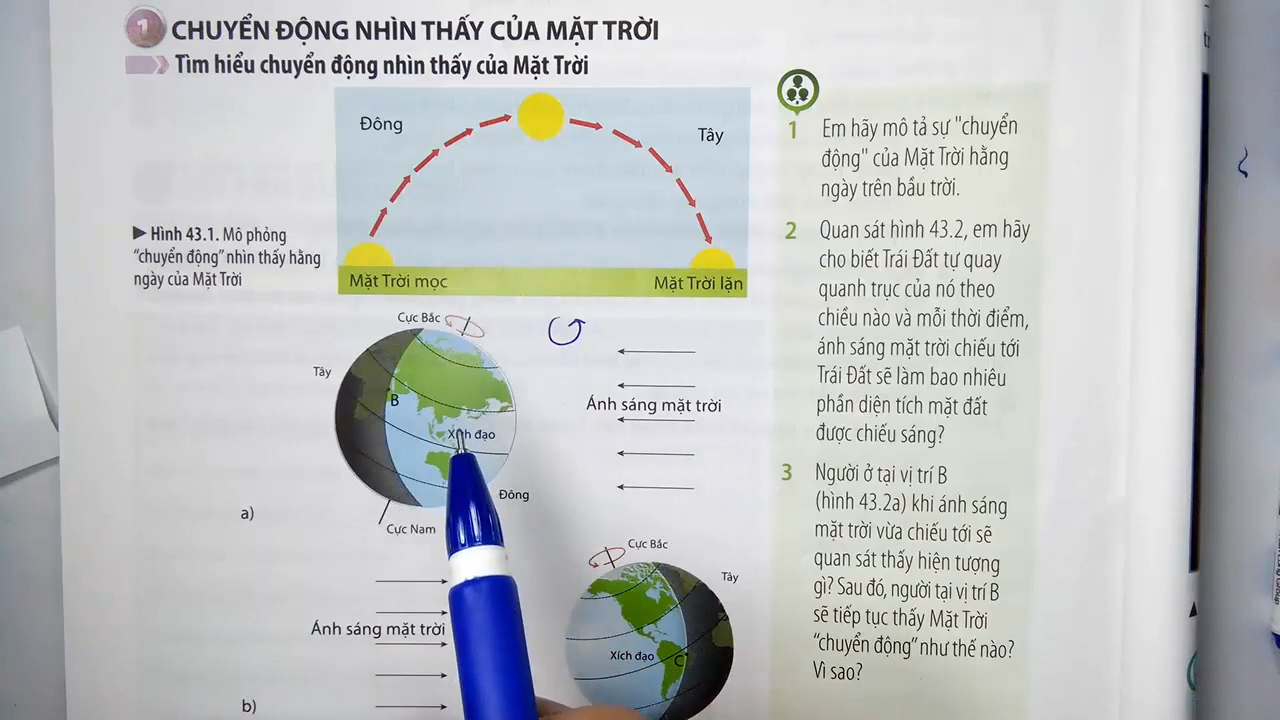 1 CHUYỂN ĐỘNG NHÌN THẤY CỦA MẶT TRỜI
Tìm hiểu chuyển động nhìn thấy của Mặt Trời
Đông
Tây
Mặt Trời mọc
Mặt Trời lặn
▶ Hình 43.1. Mô phỏng
"chuyển động" nhìn thấy hằng
ngày của Mặt Trời
Cực Bắc
Tây
B
Xích đạo
Đông
Cực Nam
Ánh sáng mặt trời
a)
Cực Bắc
Tây
Xích đạo
C
Ánh sáng mặt trời
b)
1 Em hãy mô tả sự "chuyển
động" của Mặt Trời hằng
ngày trên bầu trời.
2 Quan sát hình 43.2, em hãy
cho biết Trái Đất tự quay
quanh trục của nó theo
chiều nào và mỗi thời điểm,
ánh sáng mặt trời chiếu tới
Trái Đất sẽ làm bao nhiêu
phần diện tích mặt đất
được chiếu sáng?
3 Người ở tại vị trí B
(hình 43.2a) khi ánh sáng
mặt trời vừa chiếu tới sẽ
quan sát thấy hiện tượng
gì? Sau đó, người tại vị trí B
sẽ tiếp tục thấy Mặt Trời
"chuyển động" như thế nào?
Vì sao?